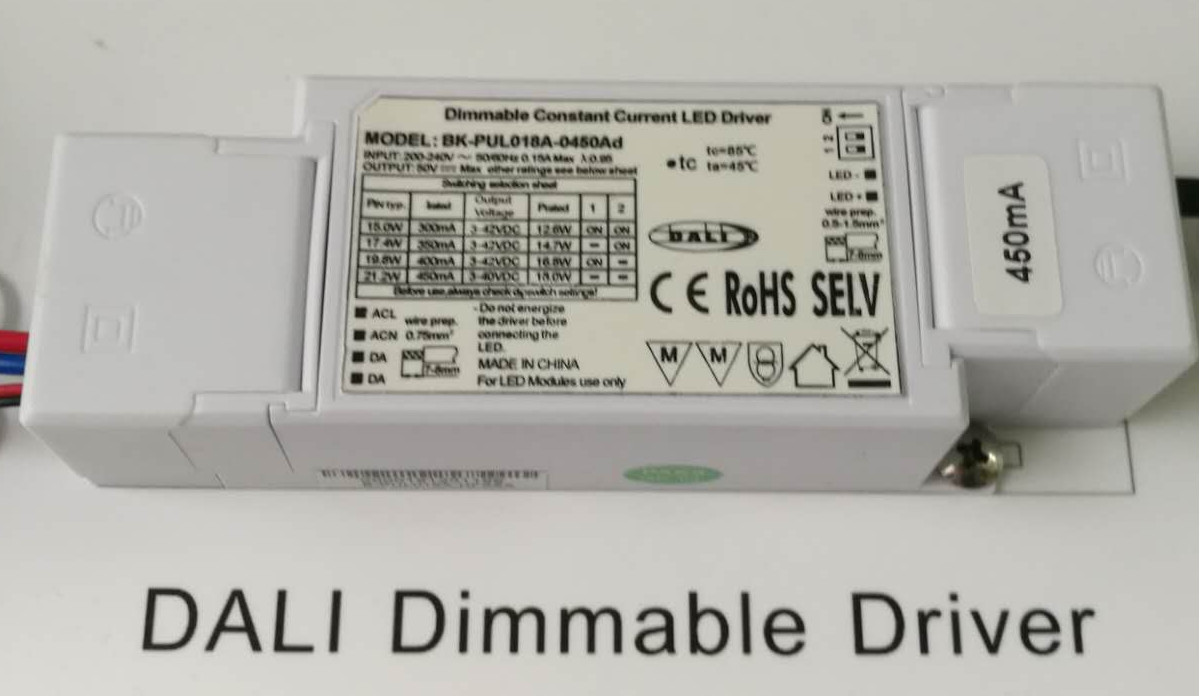 Dimmable Constant Current LED Driver
MODEL: BK-PUL018A-0450Ad
INPUT: 200-240V ~ 50/60Hz 0.15A Max λ0.95
OUTPUT: 50V Max other ratings see below sheet
Switching selection sheet
Output Voltage 1 2
15.0W 300mA 3-42VDC 12.6W ON ON
17.4W 350mA 3-42VDC 14.7W – ON
19.8W 400mA 3-42VDC 16.8W ON –
21.2W 450mA 3-40VDC 18.0W – –
Before use, always check dipswitch settings!
ACL
ACN
DA
DA
wire prep.
0.75mm²
7-8mm
- Do not energize
the driver before
connecting the
LED.
MADE IN CHINA
For LED Modules use only
tc
tc=85℃
ta=45℃
DALI
CE RoHS SELV
M M
ON
1 2
LED -
LED +
wire prep.
0.5-1.5mm²
7-8mm
450mA
DALI Dimmable Driver